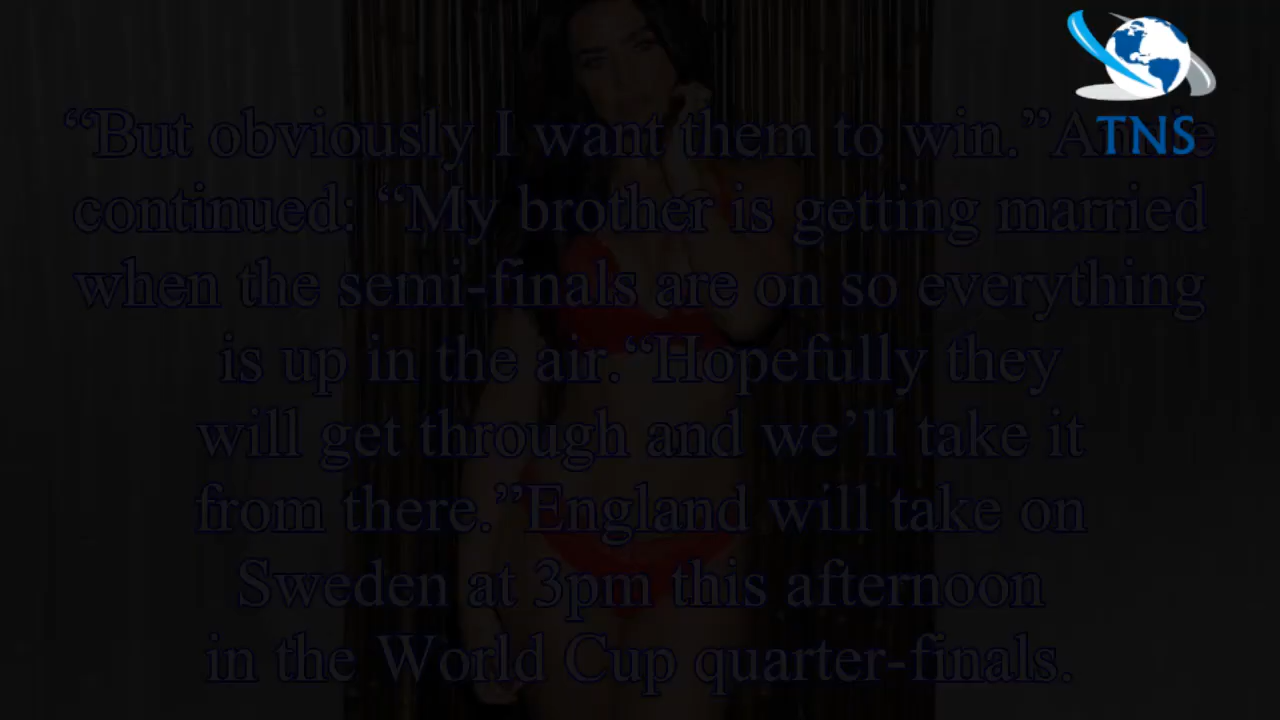 “But obviously I want them to win.”
continued: “My brother is getting married
when the semi-finals are on so everything
is up in the air.“Hopefully they
will get through and we’ll take it
from there.”England will take on
Sweden at 3pm this afternoon
in the World Cup quarter-finals.
TNS